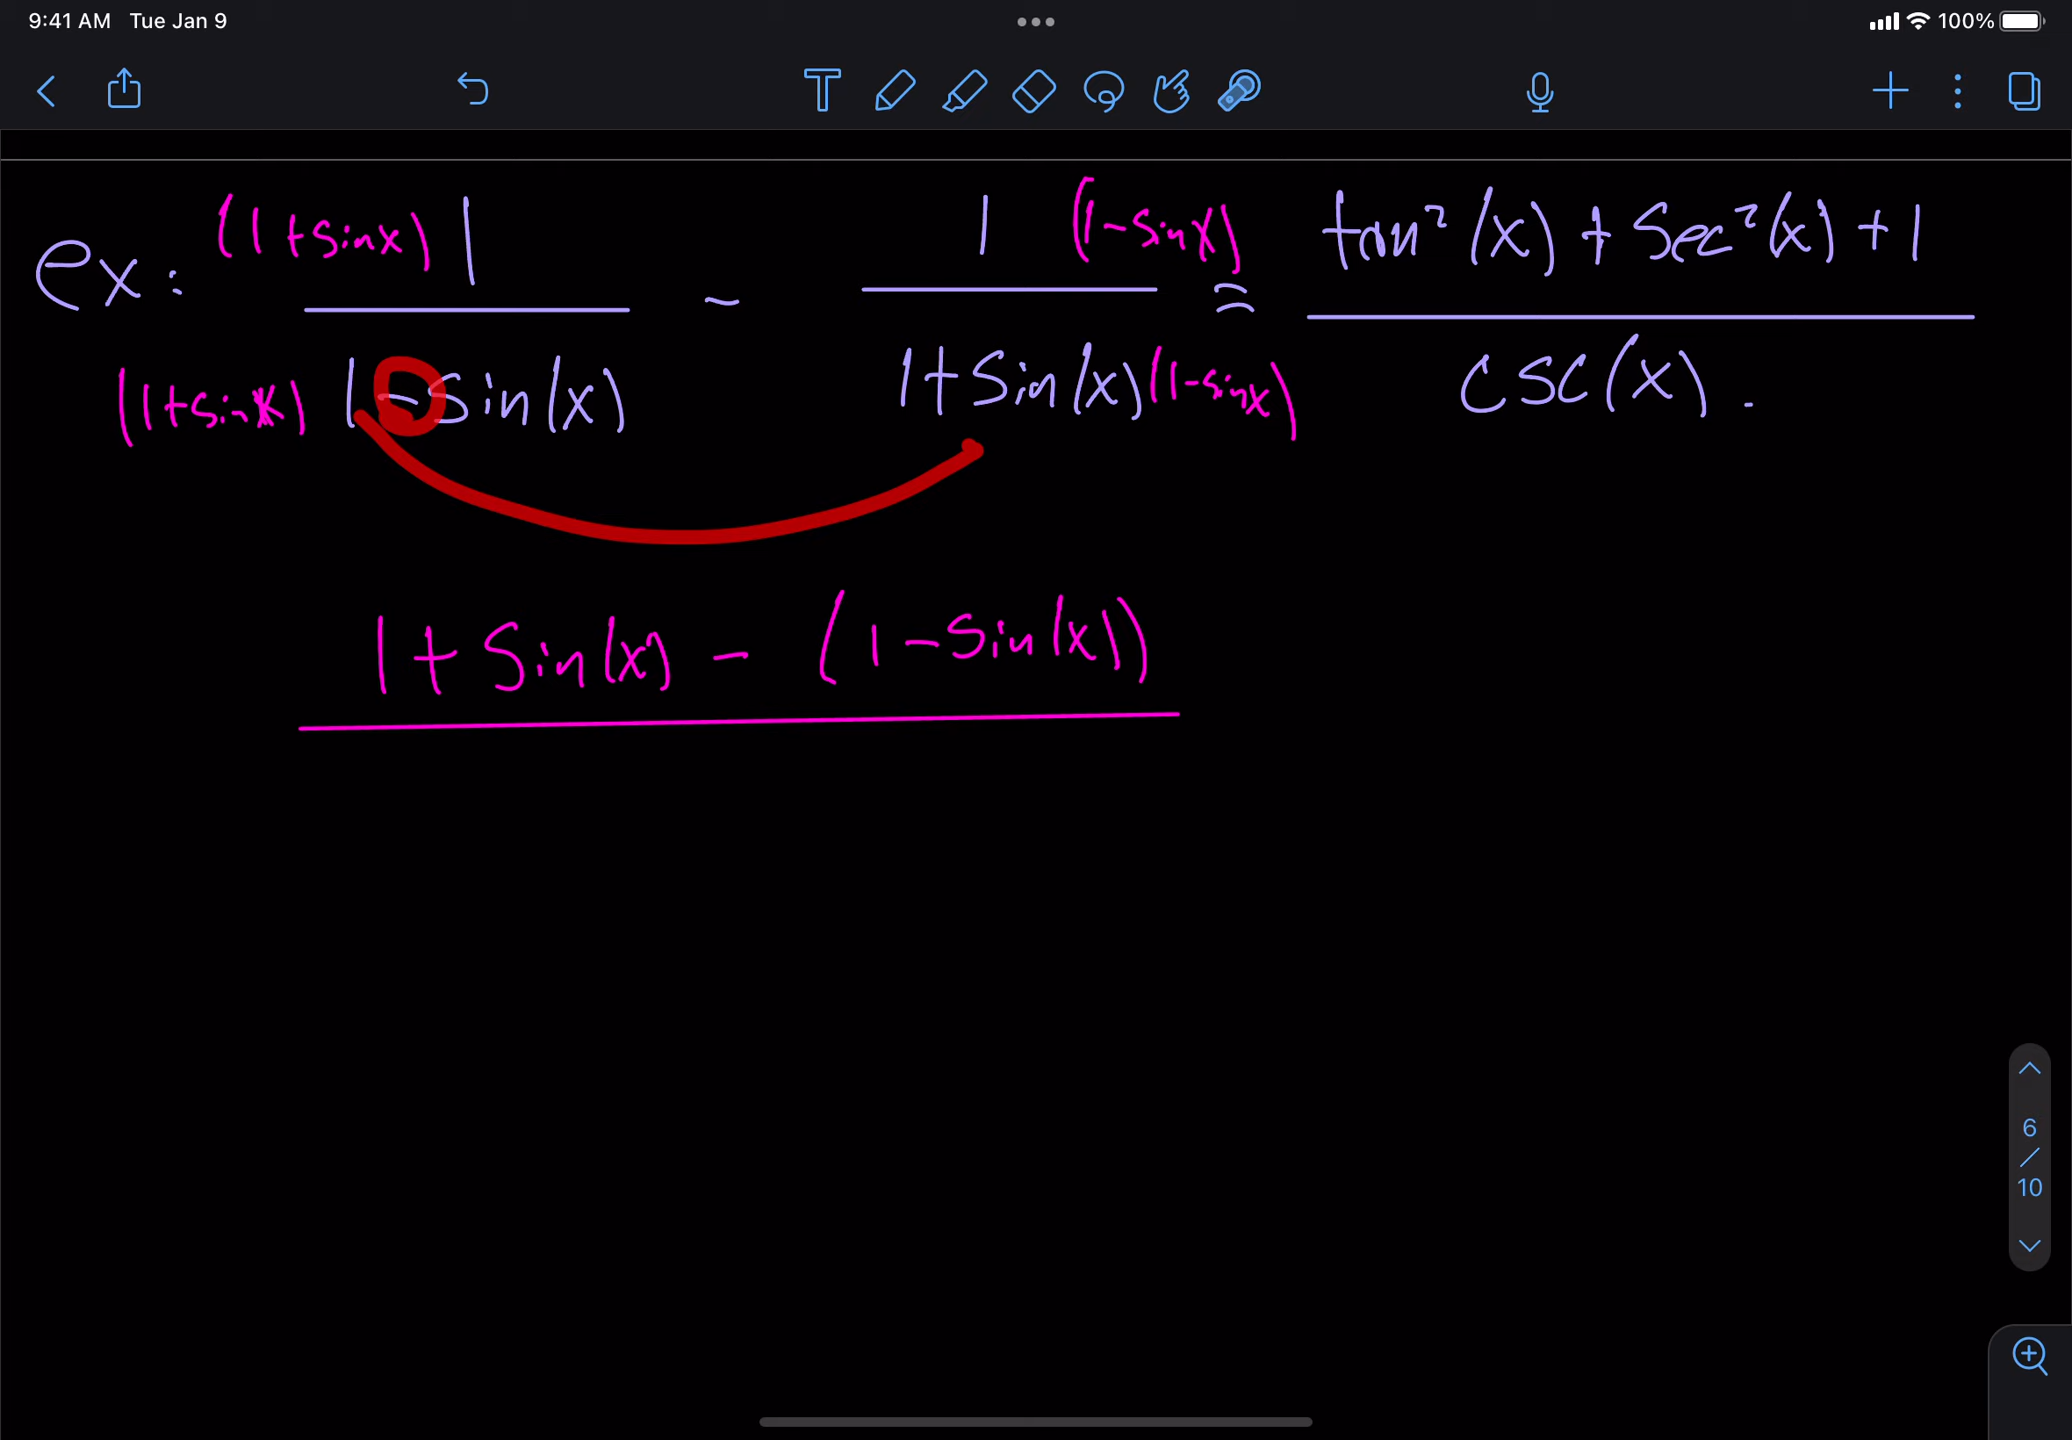 9:41 AM Tue Jan 9 100%
(1+sinx) 1 1 (1-sinx) tan²(x) + Sec²(x) + 1
ex: - =
(1+sinx) 1-Sin(x) 1+Sin(x)(1-sinx) CSC(x).
1+Sin(x) - (1-Sin(x))
6
/
10